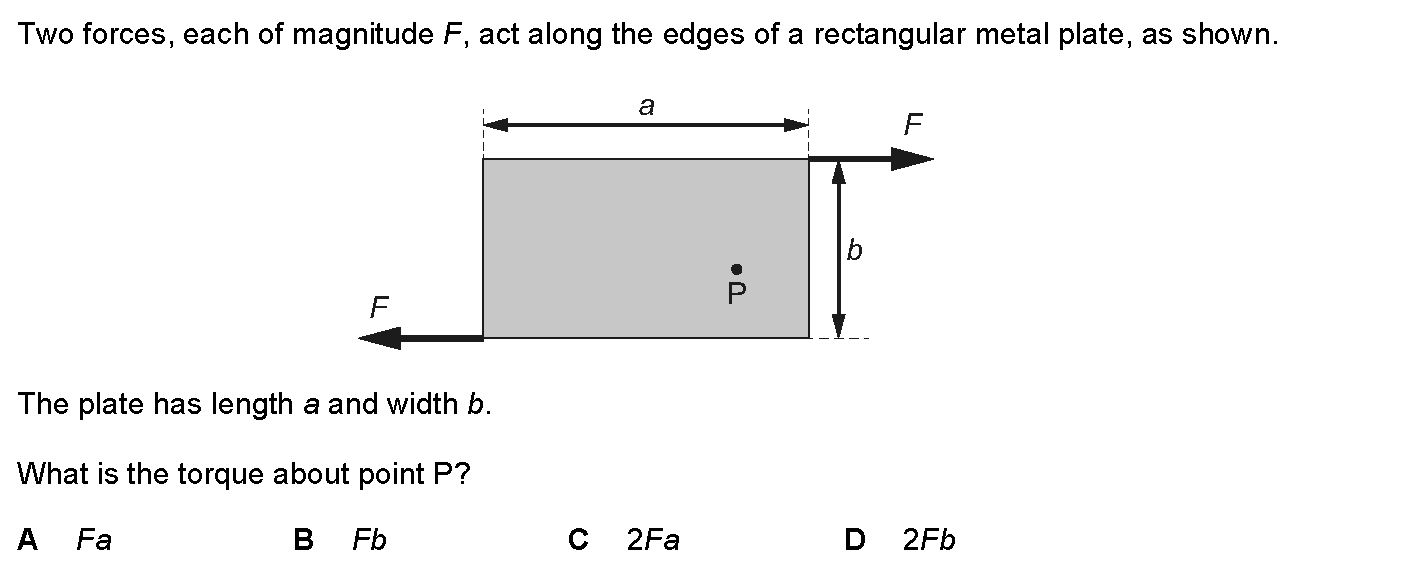 Two forces, each of magnitude F, act along the edges of a rectangular metal plate, as shown.
a
F
b
P
F
The plate has length a and width b.
What is the torque about point P?
A Fa B Fb C 2Fa D 2Fb